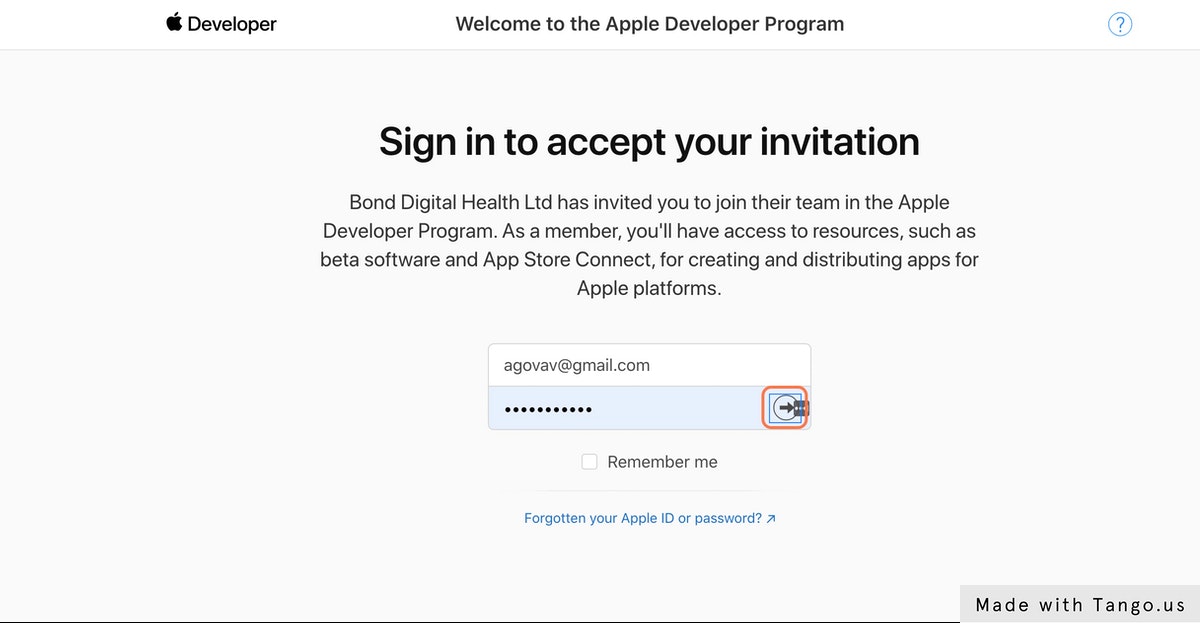 Developer
Welcome to the Apple Developer Program
?
Sign in to accept your invitation
Bond Digital Health Ltd has invited you to join their team in the Apple
Developer Program. As a member, you'll have access to resources, such as
beta software and App Store Connect, for creating and distributing apps for
Apple platforms.
agovav@gmail.com
•••••••••••
Remember me
Forgotten your Apple ID or password? ↗
Made with Tango.us